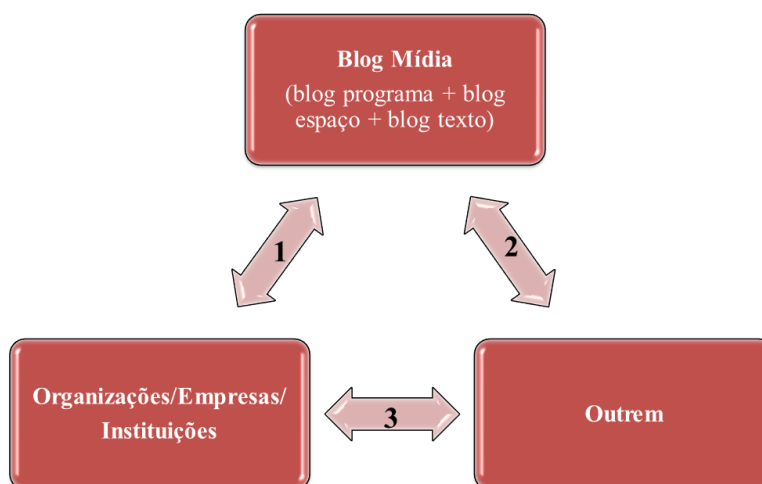 Blog Mídia
(blog programa + blog
espaço + blog texto)
1
2
Organizações/Empresas/
Instituições
3
Outrem